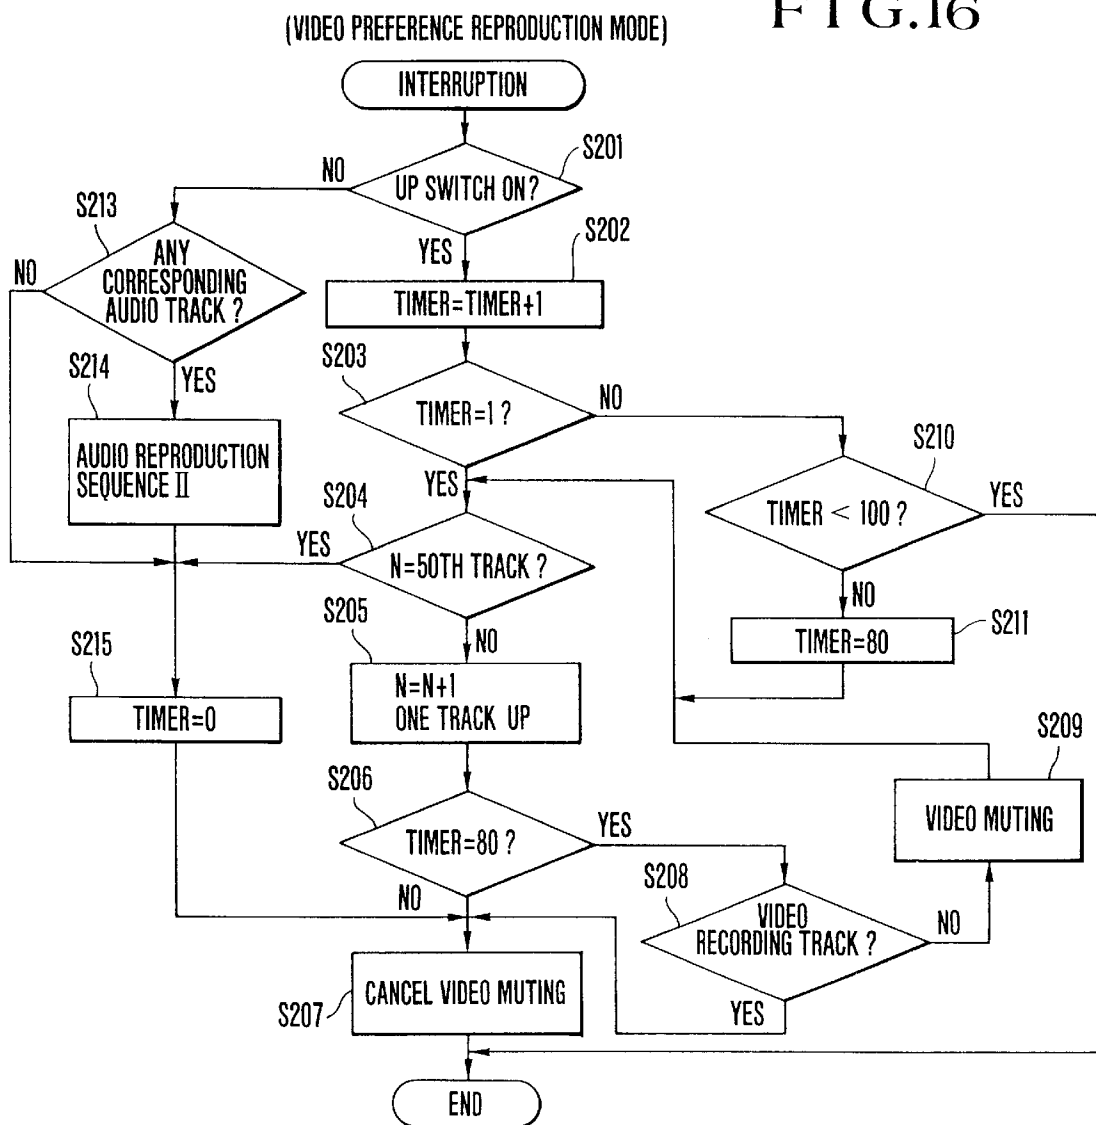 FIG.16
(VIDEO PREFERENCE REPRODUCTION MODE)
INTERRUPTION
S201
NO
UP SWITCH ON?
S213
YES
S202
ANY
CORRESPONDING
AUDIO TRACK ?
NO
TIMER=TIMER+1
S203
S214
YES
TIMER=1 ?
NO
AUDIO REPRODUCTION
SEQUENCE II
S210
YES
S204
TIMER < 100 ?
YES
YES
N=50TH TRACK ?
S205
NO
NO
S211
TIMER=80
S215
N=N+1
ONE TRACK UP
TIMER=0
S209
S206
TIMER=80 ?
YES
VIDEO MUTING
NO
S208
VIDEO
RECORDING TRACK ?
NO
CANCEL VIDEO MUTING
YES
S207
END